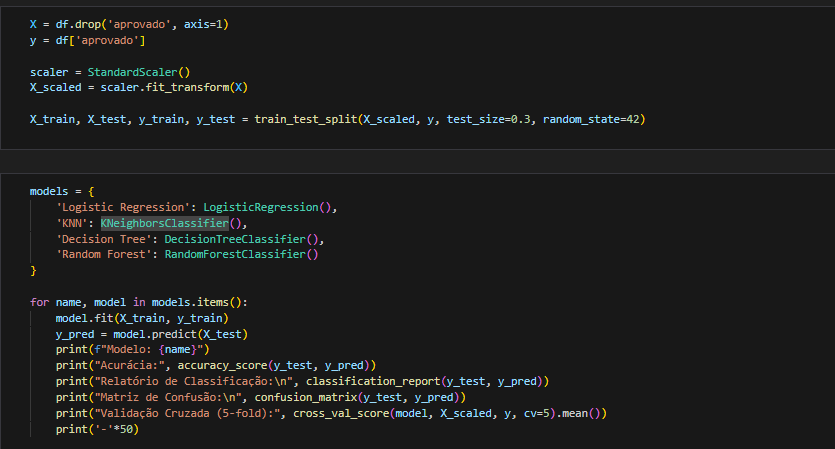 X = df.drop('aprovado', axis=1)
y = df['aprovado']
scaler = StandardScaler()
X_scaled = scaler.fit_transform(X)
X_train, X_test, y_train, y_test = train_test_split(X_scaled, y, test_size=0.3, random_state=42)
models = {
    'Logistic Regression': LogisticRegression(),
    'KNN': KNeighborsClassifier(),
    'Decision Tree': DecisionTreeClassifier(),
    'Random Forest': RandomForestClassifier()
}
for name, model in models.items():
    model.fit(X_train, y_train)
    y_pred = model.predict(X_test)
    print(f"Modelo: {name}")
    print("Acurácia:", accuracy_score(y_test, y_pred))
    print("Relatório de Classificação:\n", classification_report(y_test, y_pred))
    print("Matriz de Confusão:\n", confusion_matrix(y_test, y_pred))
    print("Validação Cruzada (5-fold):", cross_val_score(model, X_scaled, y, cv=5).mean())
    print('-'*50)